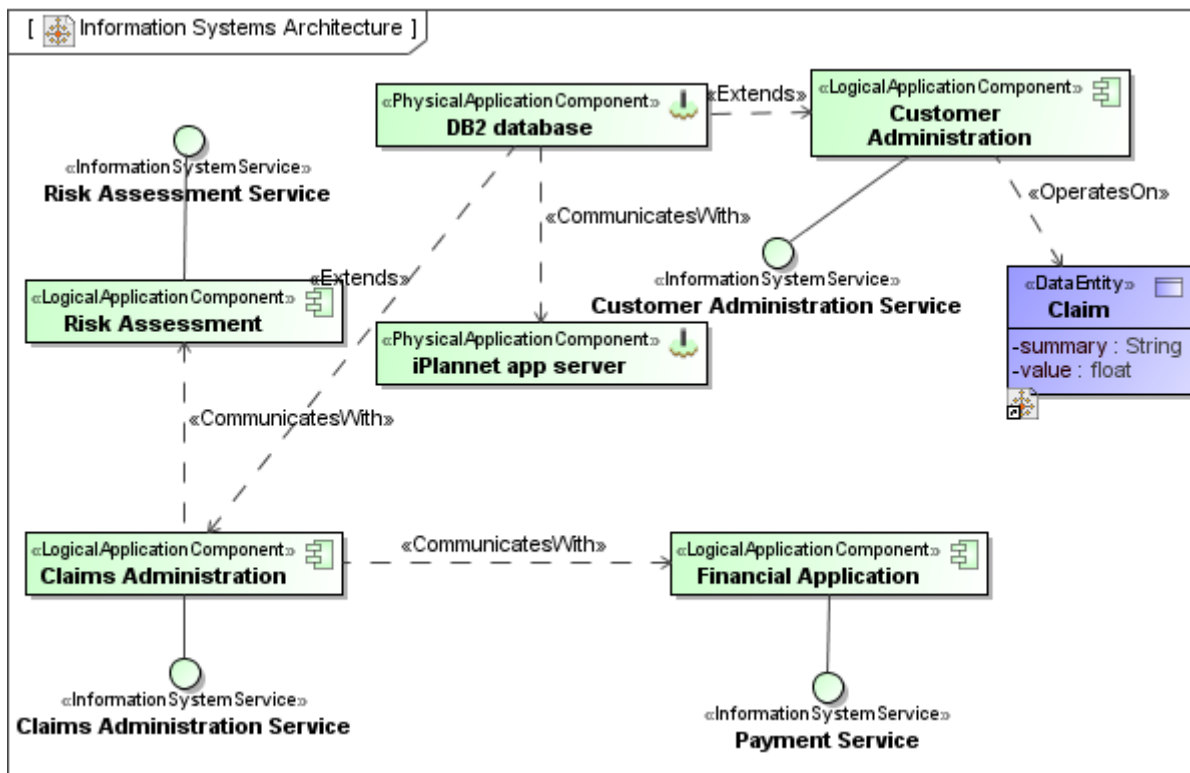 [ Information Systems Architecture ]
«PhysicalApplicationComponent»
DB2 database
«Extends»
«LogicalApplicationComponent»
Customer
Administration
«InformationSystemService»
Risk Assessment Service
«CommunicatesWith»
«OperatesOn»
«InformationSystemService»
Customer Administration Service
«Extends»
«LogicalApplicationComponent»
Risk Assessment
«PhysicalApplicationComponent»
iPlannet app server
«DataEntity»
Claim
-summary : String
-value : float
«CommunicatesWith»
«LogicalApplicationComponent»
Claims Administration
«CommunicatesWith»
«LogicalApplicationComponent»
Financial Application
«InformationSystemService»
Claims Administration Service
«InformationSystemService»
Payment Service